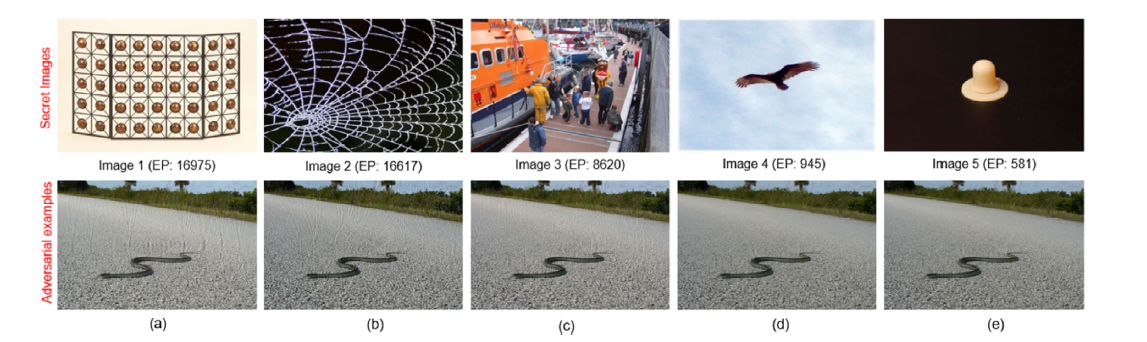 Secret Images
Image 1 (EP: 16975)
Image 2 (EP: 16617)
Image 3 (EP: 8620)
Image 4 (EP: 945)
Image 5 (EP: 581)
Adversarial examples
(a)
(b)
(c)
(d)
(e)